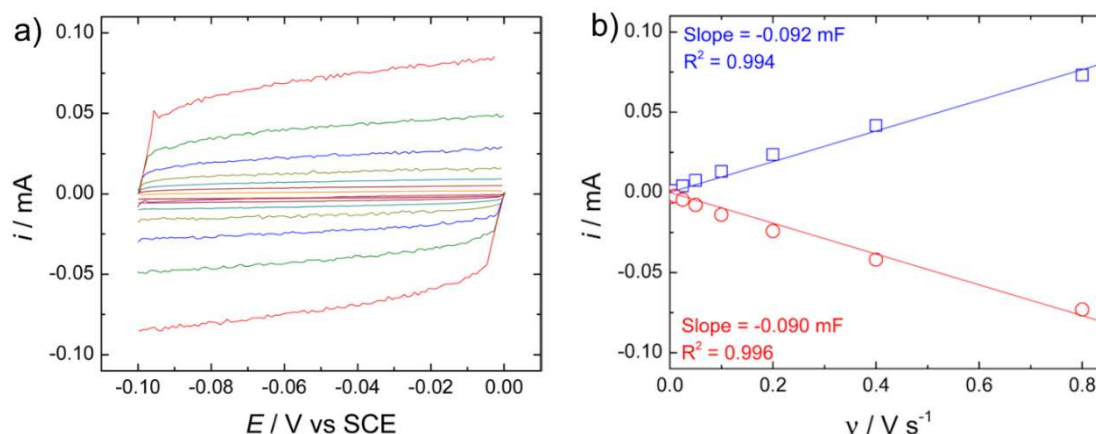 a)
0.10
0.05
0.00
-0.05
-0.10
i / mA
-0.10
-0.08
-0.06
-0.04
-0.02
0.00
E / V vs SCE
b)
Slope = -0.092 mF
R² = 0.994
0.10
0.05
0.00
-0.05
-0.10
i / mA
Slope = -0.090 mF
R² = 0.996
0.0
0.2
0.4
0.6
0.8
ν / V s⁻¹